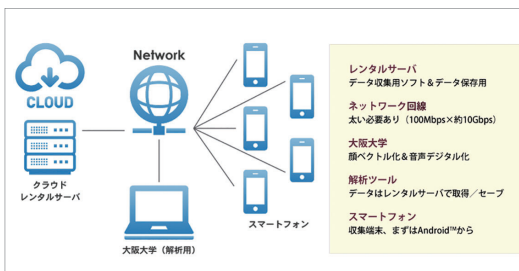 Network
CLOUD
クラウド
レンタルサーバ
大阪大学（解析用）
スマートフォン
レンタルサーバ
データ収集用ソフト＆データ保存用
ネットワーク回線
太い必要あり（100Mbps×約10Gbps）
大阪大学
顔ベクトル化＆音声デジタル化
解析ツール
データはレンタルサーバで取得／セーブ
スマートフォン
収集端末、まずはAndroid™から